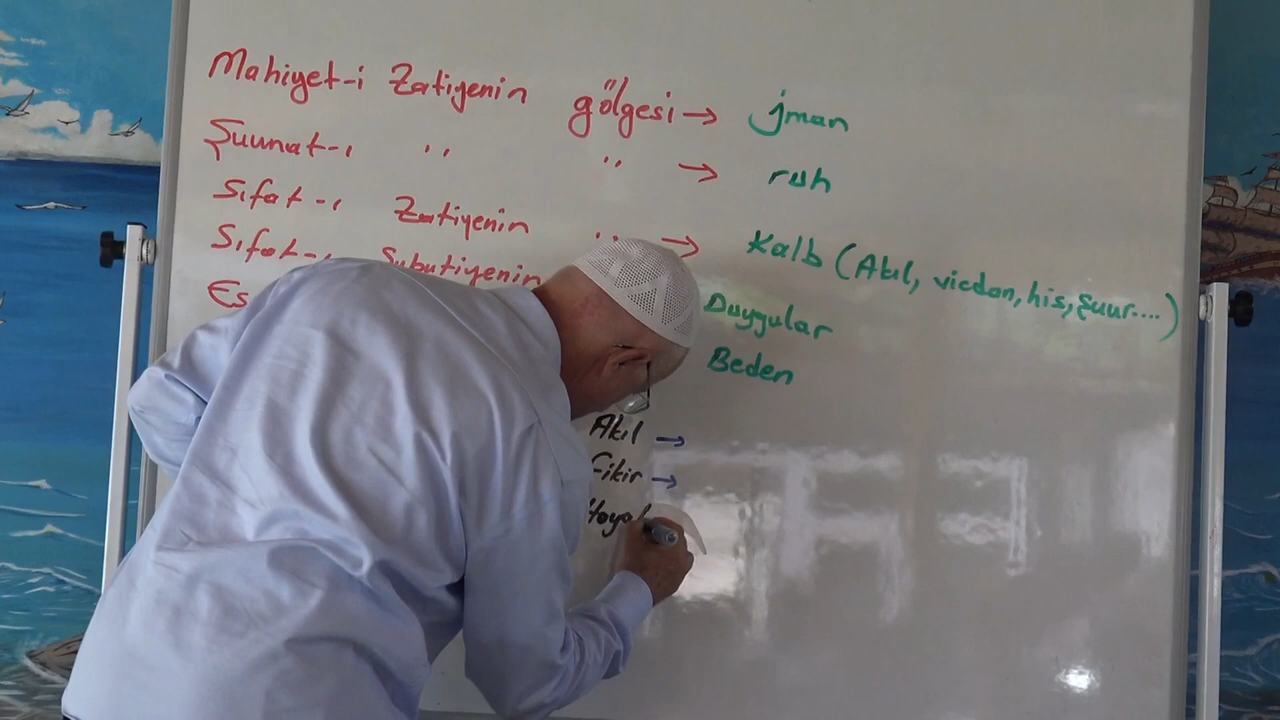 Mahiyet-i Zatiyenin gölgesi → iman
Şuunat-ı " " → ruh
Sıfat-ı Zatiyenin " → Kalb (Akıl, vicdan, his, şuur....)
Sıfat-ı Subutiyenin Duygular
Es Beden
Akıl →
Fikir →
Hayal